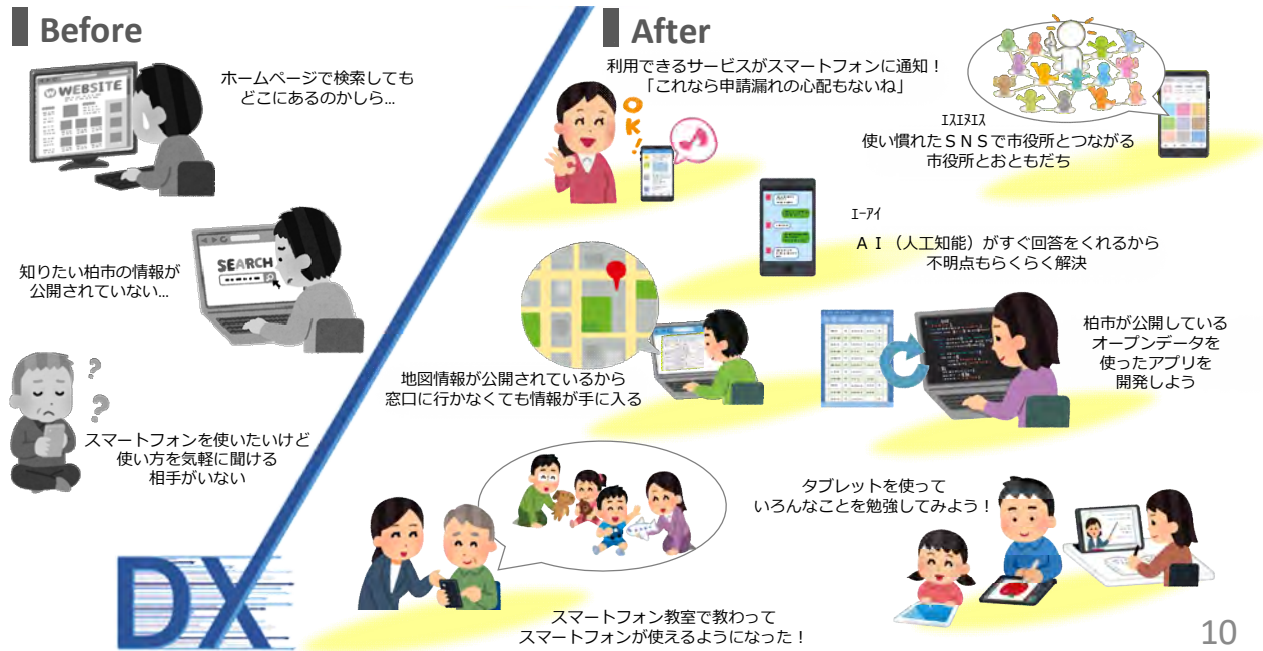 Before
WEBSITE
ホームページで検索しても
どこにあるのかしら…
SEARCH
知りたい柏市の情報が
公開されていない…
?
?
スマートフォンを使いたいけど
使い方を気軽に聞ける
相手がいない
DX
After
利用できるサービスがスマートフォンに通知！
「これなら申請漏れの心配もないね」
OK!
ｴｽｴﾇｴｽ
使い慣れたＳＮＳで市役所とつながる
市役所とおともだち
ｴｰｱｲ
ＡＩ（人工知能）がすぐ回答をくれるから
不明点もらくらく解決
地図情報が公開されているから
窓口に行かなくても情報が手に入る
柏市が公開している
オープンデータを
使ったアプリを
開発しよう
スマートフォン教室で教わって
スマートフォンが使えるようになった！
タブレットを使って
いろんなことを勉強してみよう！
10